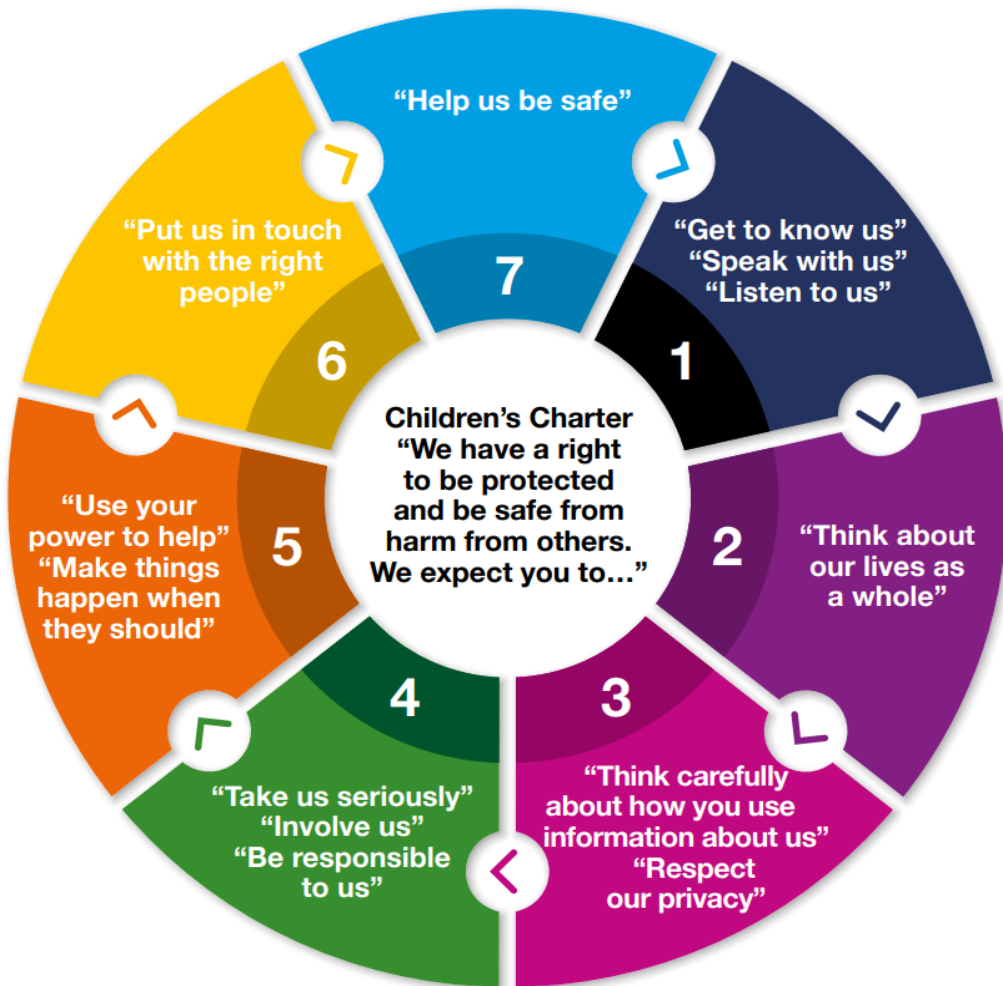 Children’s Charter
“We have a right
to be protected
and be safe from
harm from others.
We expect you to...”
1
“Get to know us”
“Speak with us”
“Listen to us”
2
“Think about
our lives as
a whole”
3
“Think carefully
about how you use
information about us”
“Respect
our privacy”
4
“Take us seriously”
“Involve us”
“Be responsible
to us”
5
“Use your
power to help”
“Make things
happen when
they should”
6
“Put us in touch
with the right
people”
7
“Help us be safe”